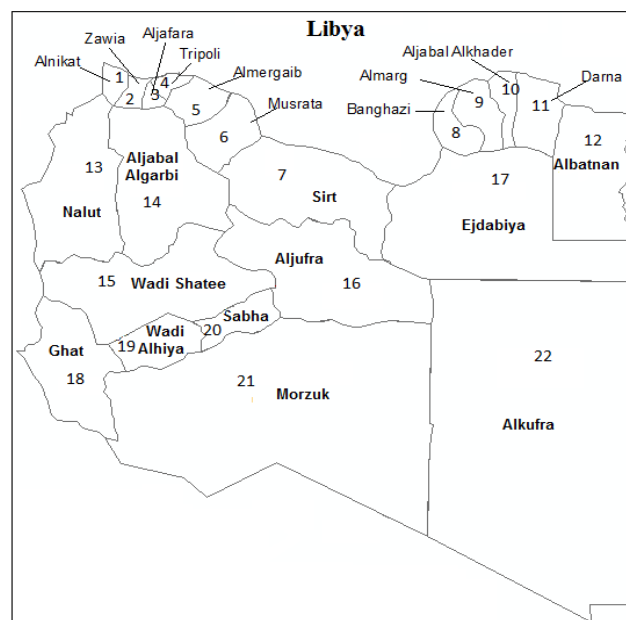 Libya
Zawia
Aljafara
Tripoli
Alnikat
Almergaib
Musrata
Aljabal Alkhader
Almarg
Banghazi
Darna
1
2
3
4
5
6
8
9
10
11
12
Albatnan
13
Nalut
Aljabal
Algarbi
14
7
Sirt
17
Ejdabiya
15
Wadi Shatee
Aljufra
16
Ghat
18
19
Wadi
Alhiya
20
Sabha
21
Morzuk
22
Alkufra